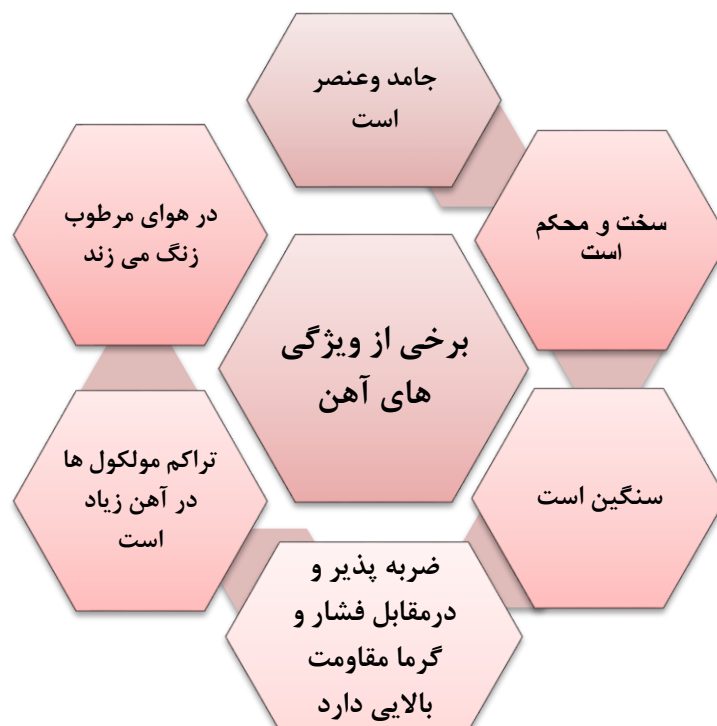 برخی از ویژگی
های آهن
جامد وعنصر
است
سخت و محکم
است
سنگین است
ضربه پذیر و
درمقابل فشار و
گرما مقاومت
بالایی دارد
تراکم مولکول ها
در آهن زیاد
است
در هوای مرطوب
زنگ می زند